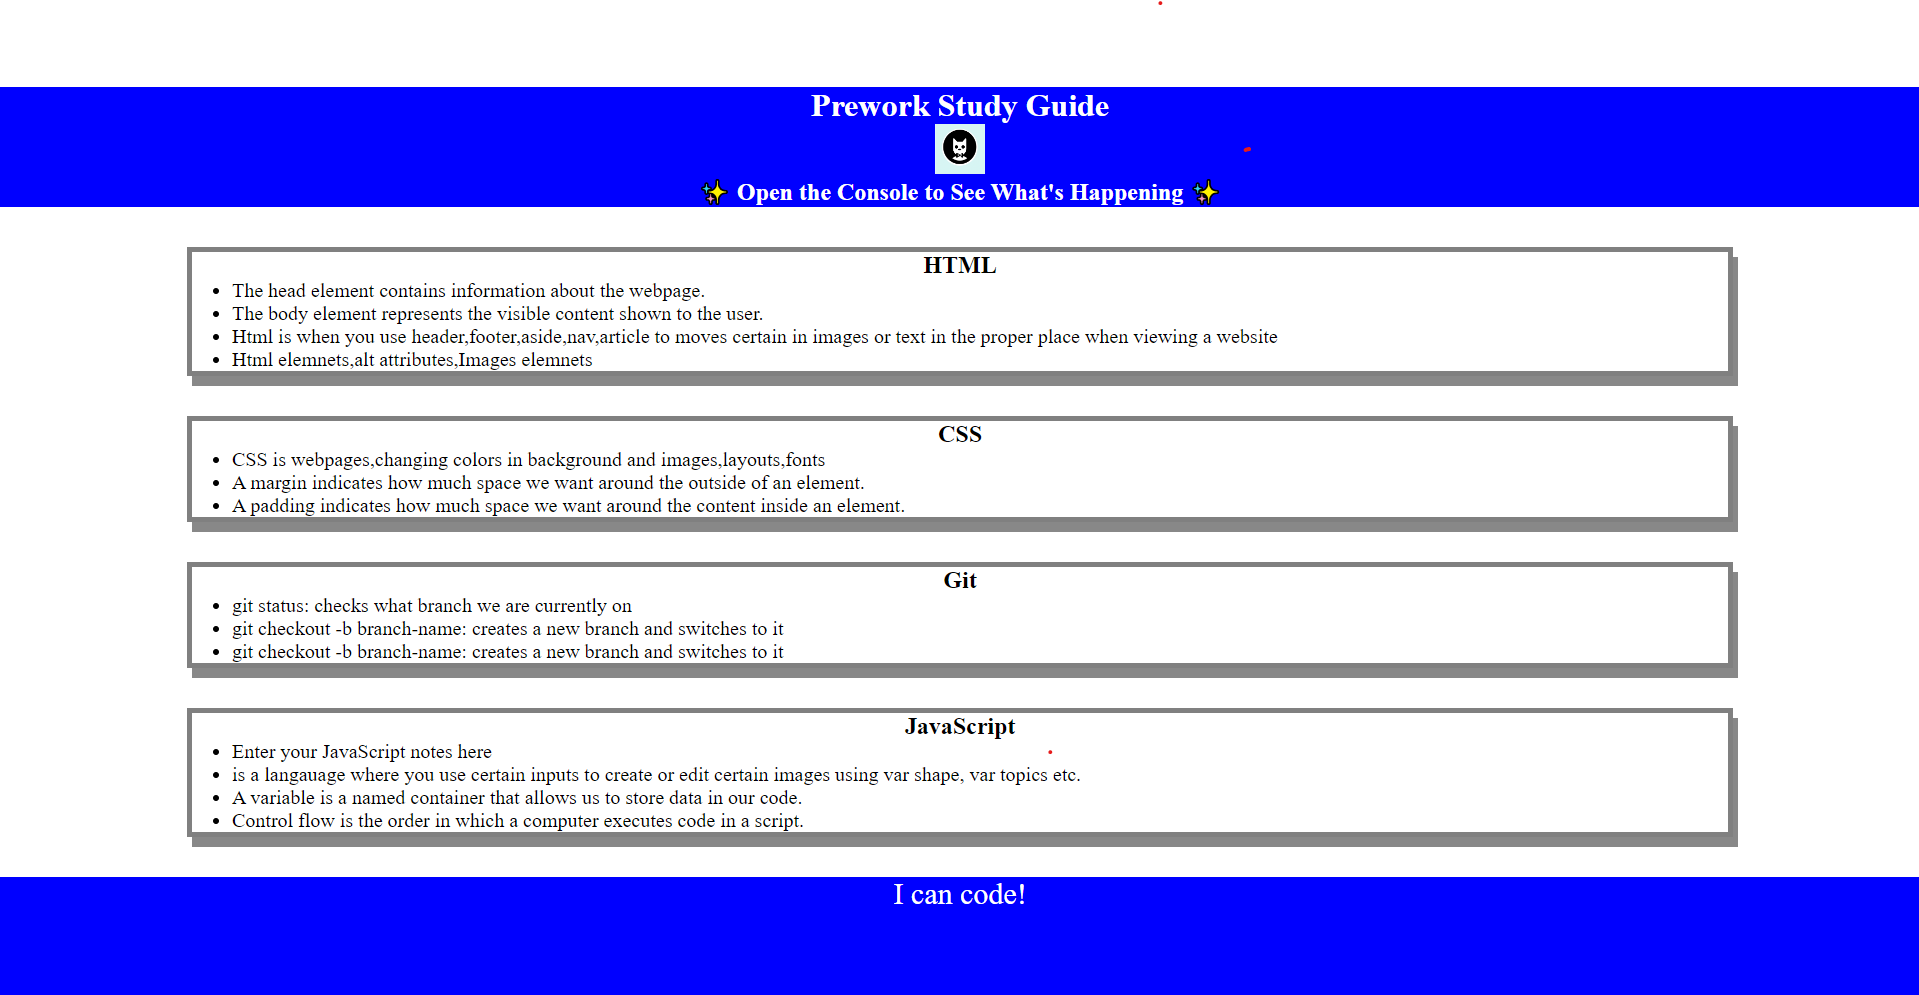 Prework Study Guide
✨ Open the Console to See What's Happening ✨
HTML
The head element contains information about the webpage.
The body element represents the visible content shown to the user.
Html is when you use header,footer,aside,nav,article to moves certain in images or text in the proper place when viewing a website
Html elemnets,alt attributes,Images elemnets
CSS
CSS is webpages,changing colors in background and images,layouts,fonts
A margin indicates how much space we want around the outside of an element.
A padding indicates how much space we want around the content inside an element.
Git
git status: checks what branch we are currently on
git checkout -b branch-name: creates a new branch and switches to it
git checkout -b branch-name: creates a new branch and switches to it
JavaScript
Enter your JavaScript notes here
is a langauage where you use certain inputs to create or edit certain images using var shape, var topics etc.
A variable is a named container that allows us to store data in our code.
Control flow is the order in which a computer executes code in a script.
I can code!